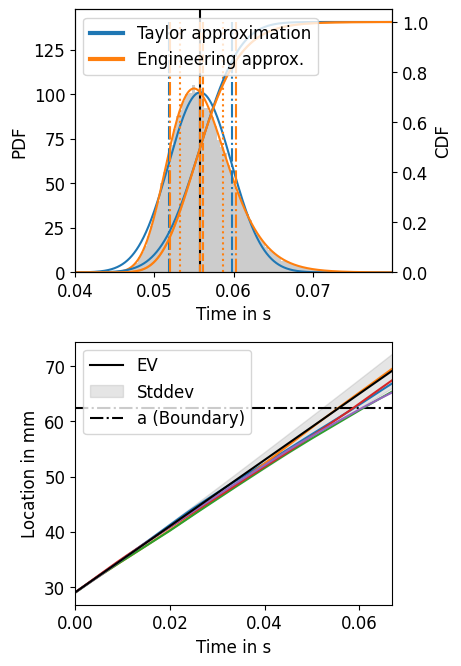 Taylor approximation
Engineering approx.
125
100
75
50
25
0
PDF
1.0
0.8
0.6
0.4
0.2
0.0
CDF
0.04
0.05
0.06
0.07
Time in s
EV
Stddev
a (Boundary)
70
60
50
40
30
Location in mm
0.00
0.02
0.04
0.06
Time in s